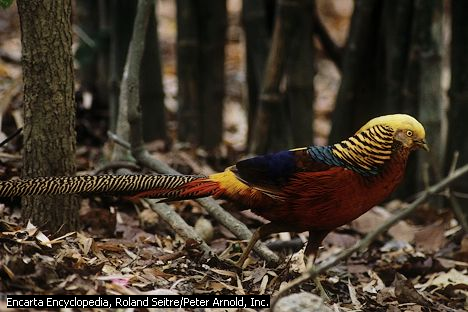 Encarta Encyclopedia, Roland Seitre/Peter Arnold, Inc.